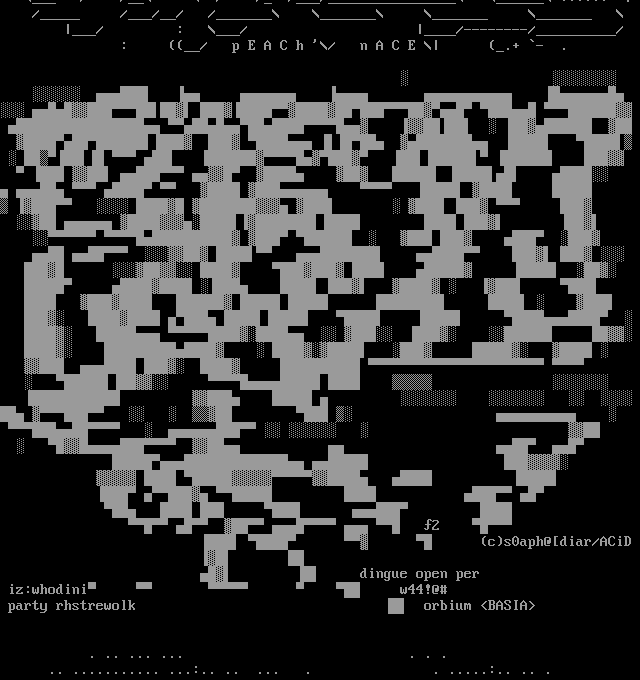 pEACh nACE
f2
(c)s0aph@[diar/ACiD
dingue open per
iz:whodini w44!@#
party rhstrewolk orbium <BASIA>